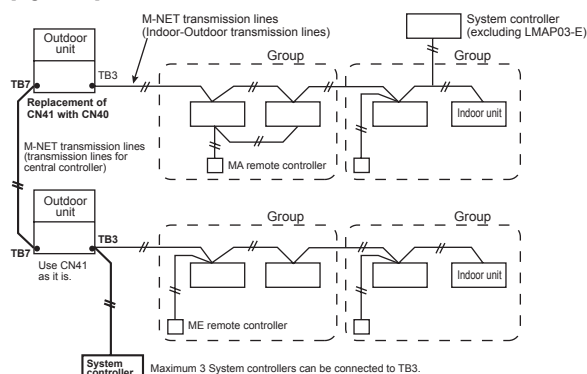 M-NET transmission lines
(Indoor-Outdoor transmission lines)
System controller
(excluding LMAP03-E)
Outdoor
unit
Group
Group
TB7
TB3
Replacement of
CN41 with CN40
Indoor unit
MA remote controller
M-NET transmission lines
(transmission lines for
central controller)
Outdoor
unit
Group
Group
TB7
TB3
Use CN41
as it is.
Indoor unit
ME remote controller
System
controller
Maximum 3 System controllers can be connected to TB3.